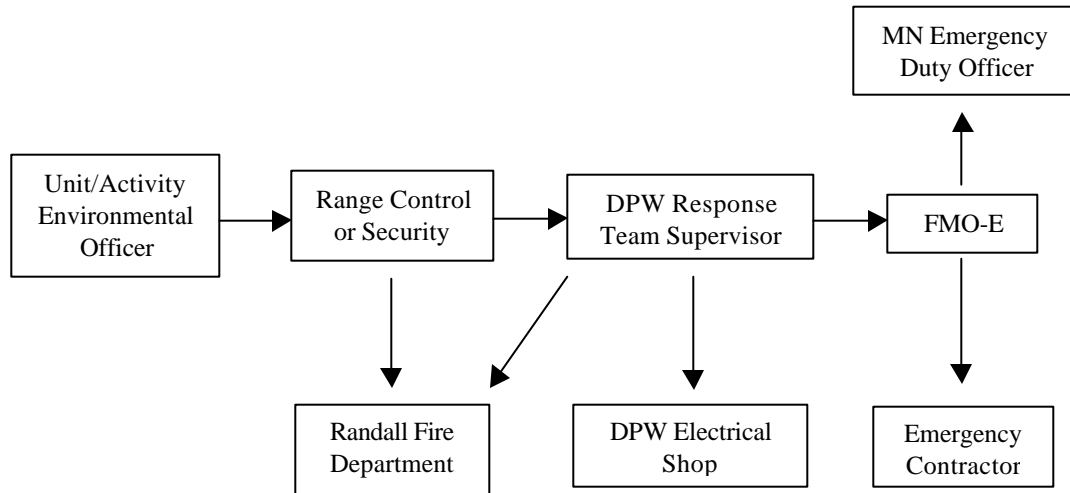 MN Emergency
Duty Officer
Unit/Activity
Environmental
Officer
Range Control
or Security
DPW Response
Team Supervisor
FMO-E
Randall Fire
Department
DPW Electrical
Shop
Emergency
Contractor